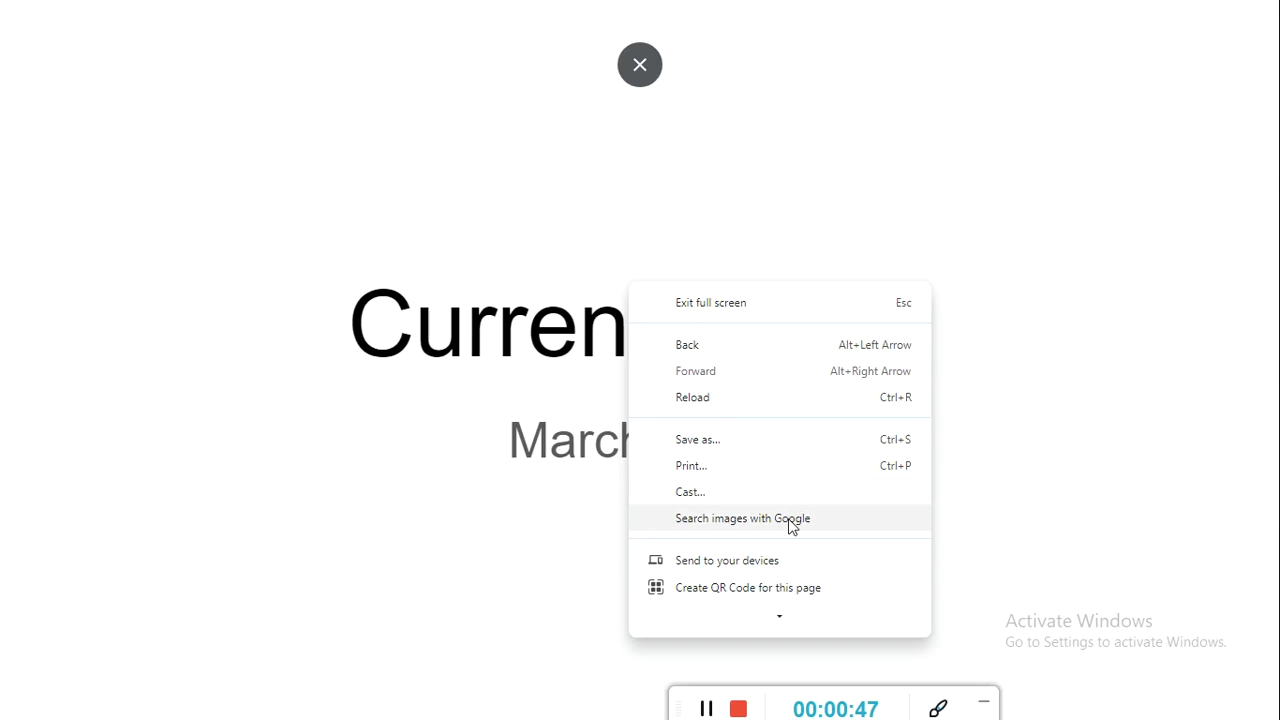 Curren
March
Exit full screen Esc
Back Alt+Left Arrow
Forward Alt+Right Arrow
Reload Ctrl+R
Save as... Ctrl+S
Print... Ctrl+P
Cast...
Search images with Google
Send to your devices
Create QR Code for this page
Activate Windows
Go to Settings to activate Windows.
00:00:47